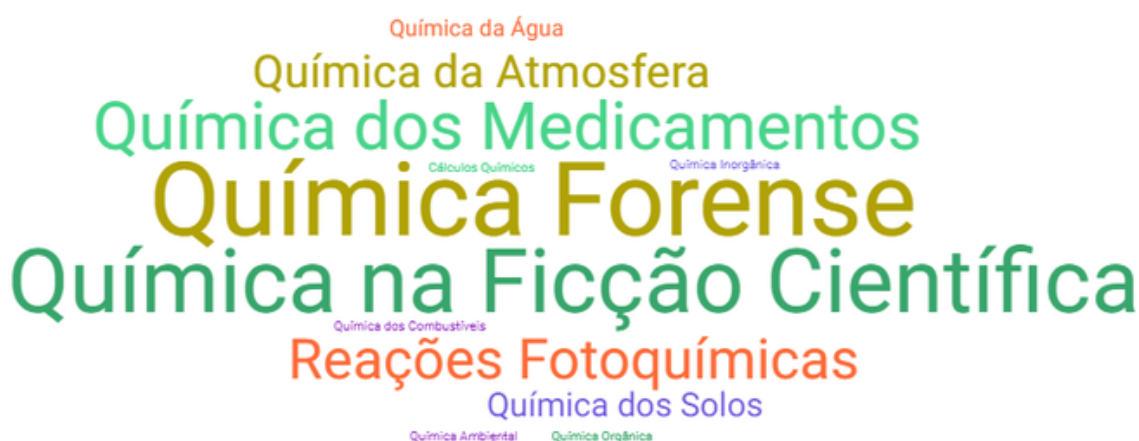 Química da Água
Química da Atmosfera
Química dos Medicamentos
Cálculos Químicos
Química Inorgânica
Química Forense
Química na Ficção Científica
Química dos Combustíveis
Reações Fotoquímicas
Química dos Solos
Química Ambiental
Química Orgânica